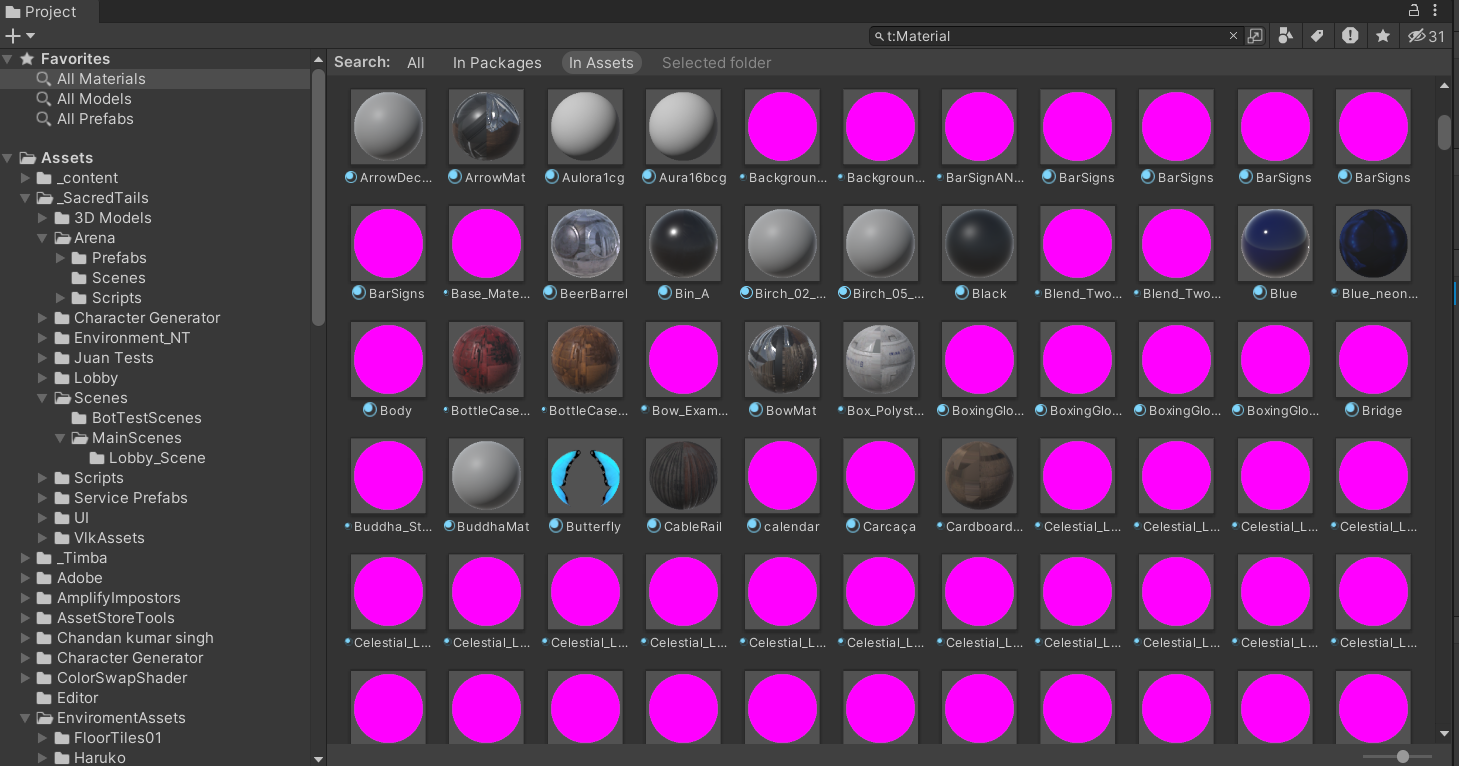 Project
t:Material
31
Favorites
All Materials
All Models
All Prefabs
Assets
_content
_SacredTails
3D Models
Arena
Prefabs
Scenes
Scripts
Character Generator
Environment_NT
Juan Tests
Lobby
Scenes
BotTestScenes
MainScenes
Lobby_Scene
Scripts
Service Prefabs
UI
VlkAssets
_Timba
Adobe
AmplifyImpostors
AssetStoreTools
Chandan kumar singh
Character Generator
ColorSwapShader
Editor
EnviromentAssets
FloorTiles01
Haruko
Search: All In Packages In Assets Selected folder
ArrowDec... ArrowMat Aulora1cg Aura16bcg Backgroun... Backgroun... BarSignAN... BarSigns BarSigns BarSigns BarSigns
BarSigns Base_Mate... BeerBarrel Bin_A Birch_02_... Birch_05_... Black Blend_Two... Blend_Two... Blue Blue_neon...
Body BottleCase... BottleCase... Bow_Exam... BowMat Box_Polyst... BoxingGlo... BoxingGlo... BoxingGlo... BoxingGlo... Bridge
Buddha_St... BuddhaMat Butterfly CableRail calendar Carcaça Cardboard... Celestial_L... Celestial_L... Celestial_L... Celestial_L...
Celestial_L... Celestial_L... Celestial_L... Celestial_L... Celestial_L... Celestial_L... Celestial_L... Celestial_L... Celestial_L... Celestial_L... Celestial_L...